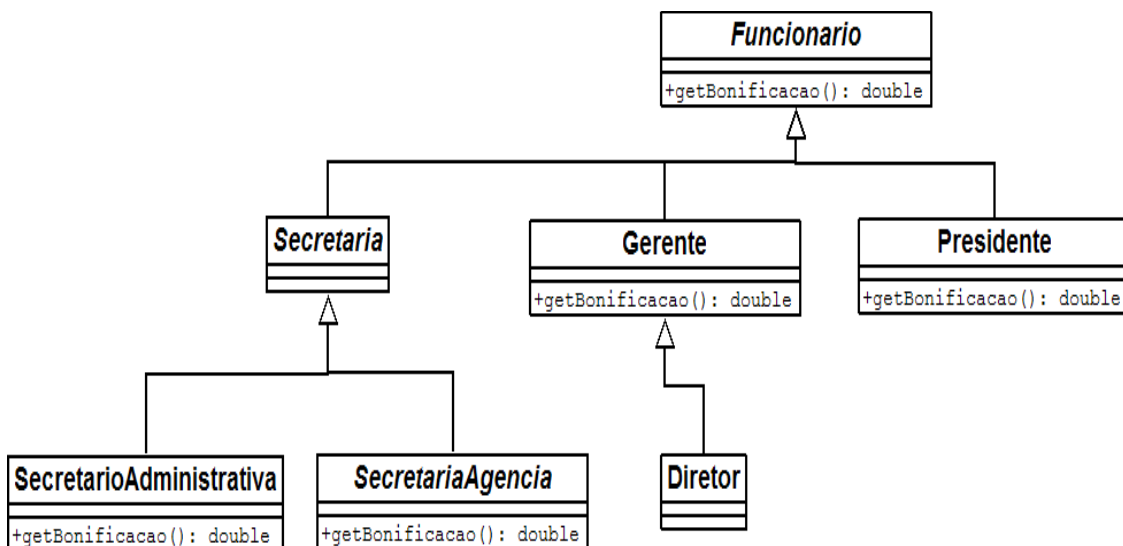 Funcionario
+getBonificacao(): double
Secretaria
Gerente
+getBonificacao(): double
Presidente
+getBonificacao(): double
SecretarioAdministrativa
+getBonificacao(): double
SecretariaAgencia
+getBonificacao(): double
Diretor